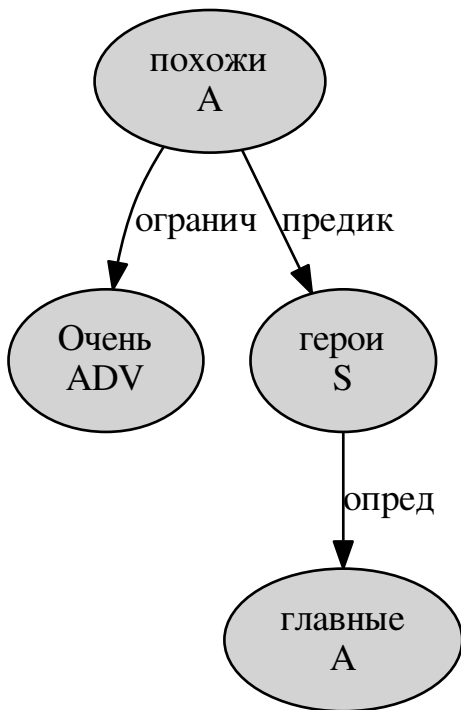 похожи
A
огранич
предик
Очень
ADV
герои
S
опред
главные
A